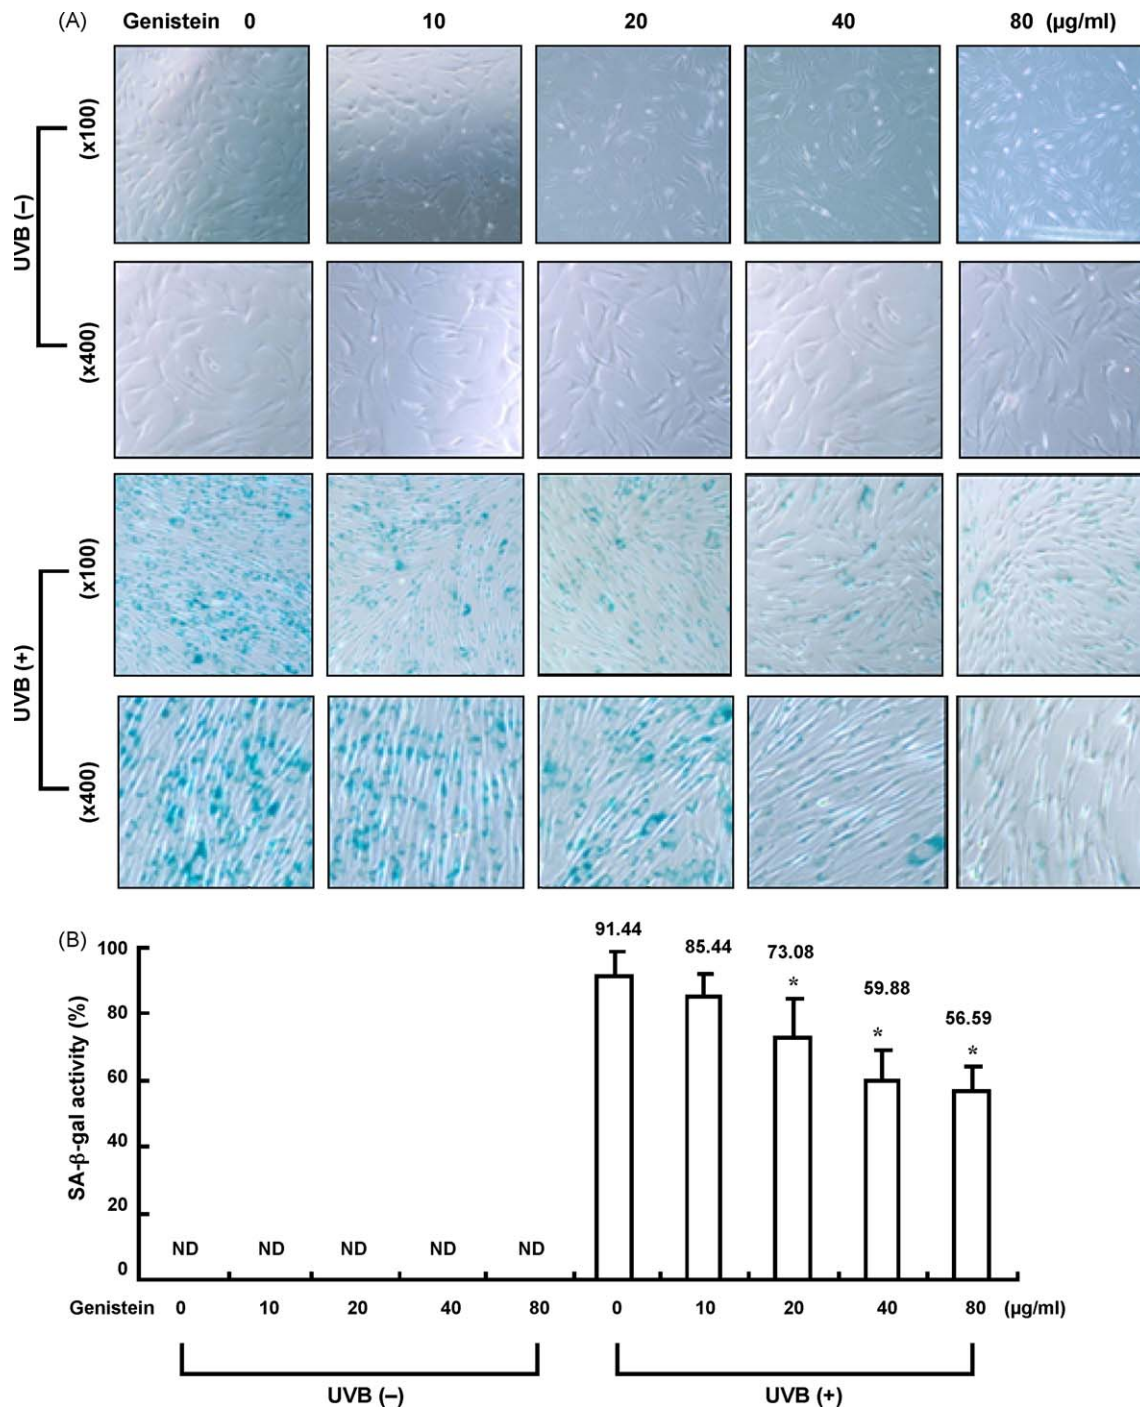 (A) Genistein 0 10 20 40 80 (µg/ml)
UVB (–)
(x100)
(x400)
UVB (+)
(x100)
(x400)
(B)
SA-β-gal activity (%)
100
80
60
40
20
0
ND ND ND ND ND
91.44
85.44
73.08
*
59.88
*
56.59
*
Genistein 0 10 20 40 80 0 10 20 40 80 (µg/ml)
UVB (–) UVB (+)